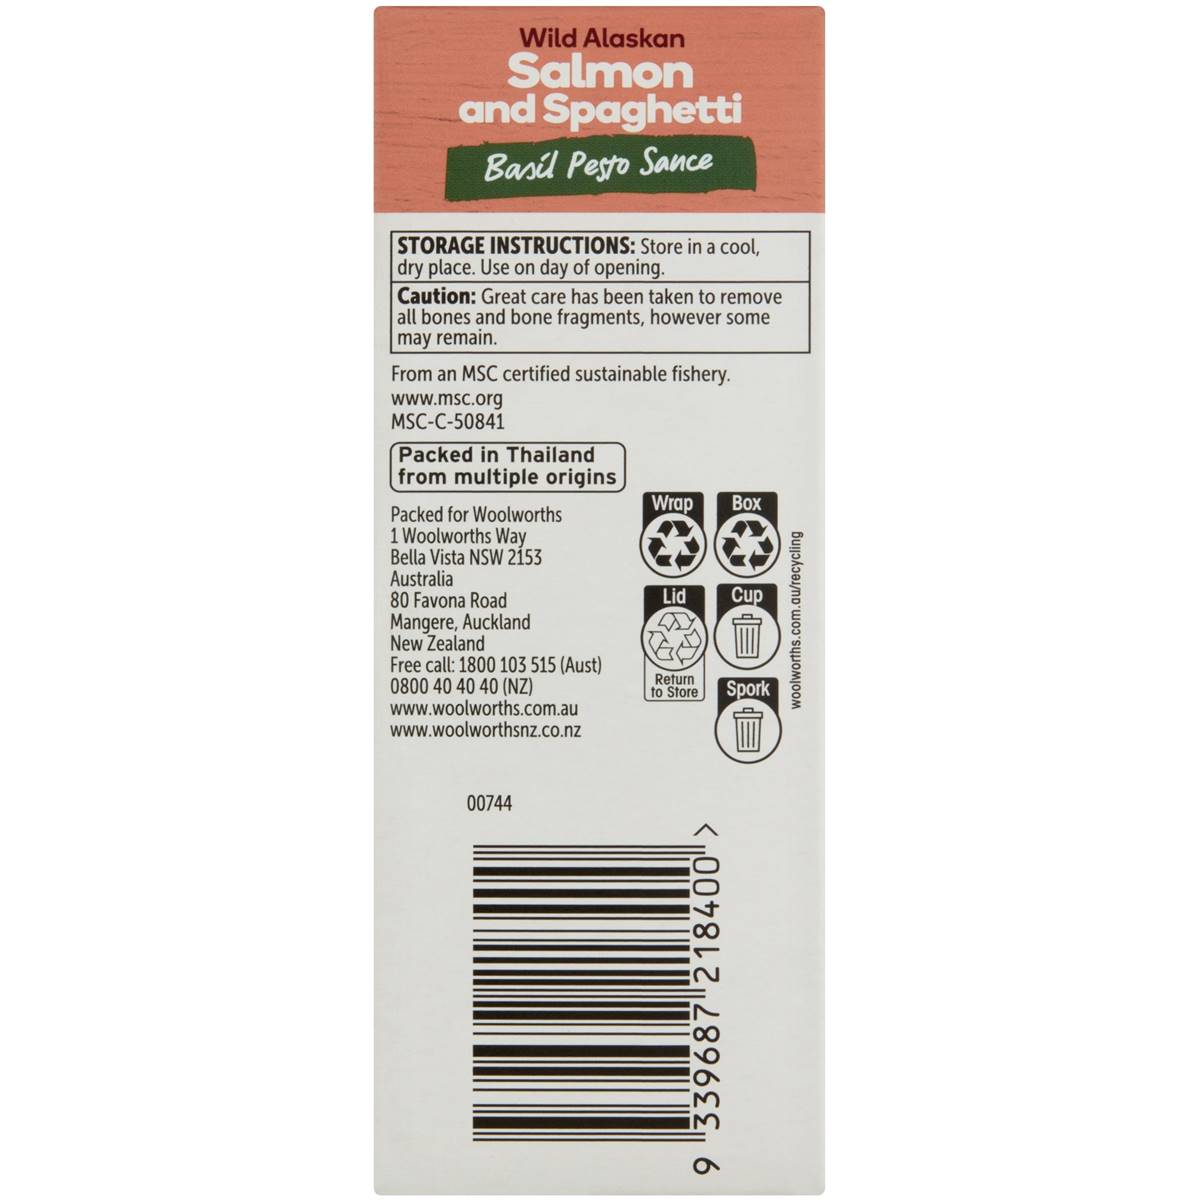 Wild Alaskan
Salmon
and Spaghetti
Basil Pesto Sauce
STORAGE INSTRUCTIONS: Store in a cool,
dry place. Use on day of opening.
Caution: Great care has been taken to remove
all bones and bone fragments, however some
may remain.
From an MSC certified sustainable fishery.
www.msc.org
MSC-C-50841
Packed in Thailand
from multiple origins
Packed for Woolworths
1 Woolworths Way
Bella Vista NSW 2153
Australia
80 Favona Road
Mangere, Auckland
New Zealand
Free call: 1800 103 515 (Aust)
0800 40 40 40 (NZ)
www.woolworths.com.au
www.woolworthsnz.co.nz
Wrap
Box
Lid
Cup
Return
to Store
Spork
woolworths.com.au/recycling
00744
9 339687 218400 >